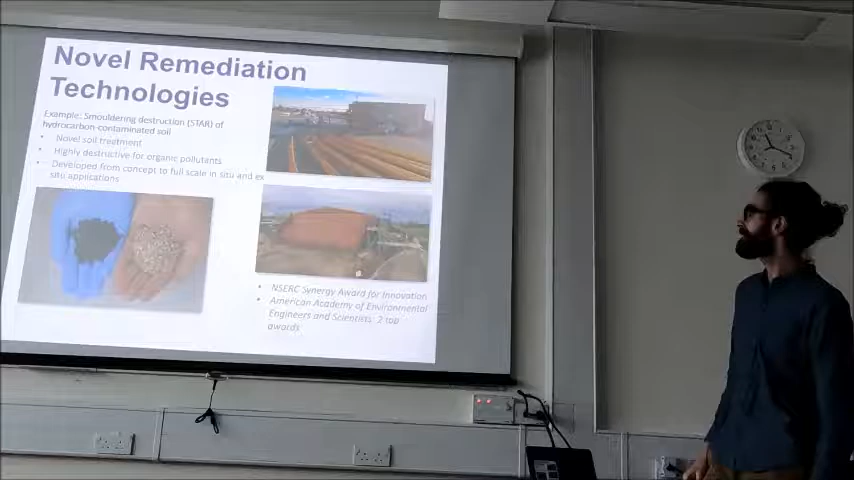 Novel Remediation
Technologies
Example: Smouldering destruction (STAR) of
hydrocarbon-contaminated soil
• Novel soil treatment
• Highly destructive for organic pollutants
• Developed from concept to full scale in situ and ex
situ applications
• NSERC Synergy Award for Innovation
• American Academy of Environmental
Engineers and Scientists: 2 top
awards